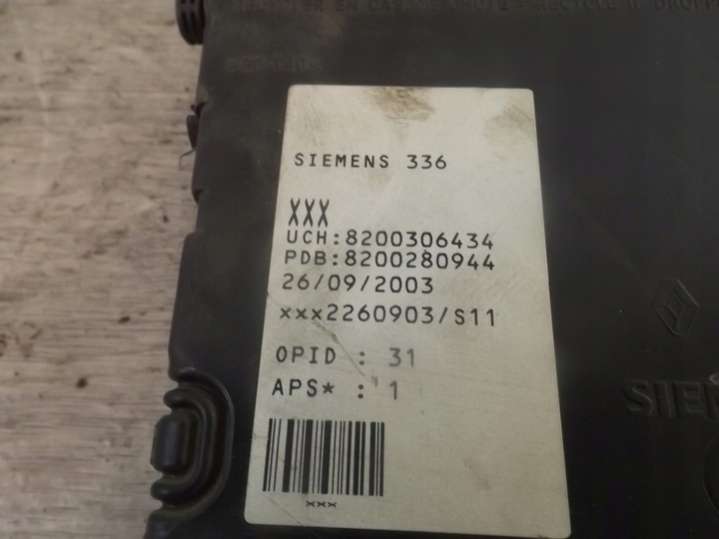 SIEMENS 336
XXX
UCH:8200306434
PDB:8200280944
26/09/2003
xxx2260903/S11
OPID : 31
APS* : 1
xxx